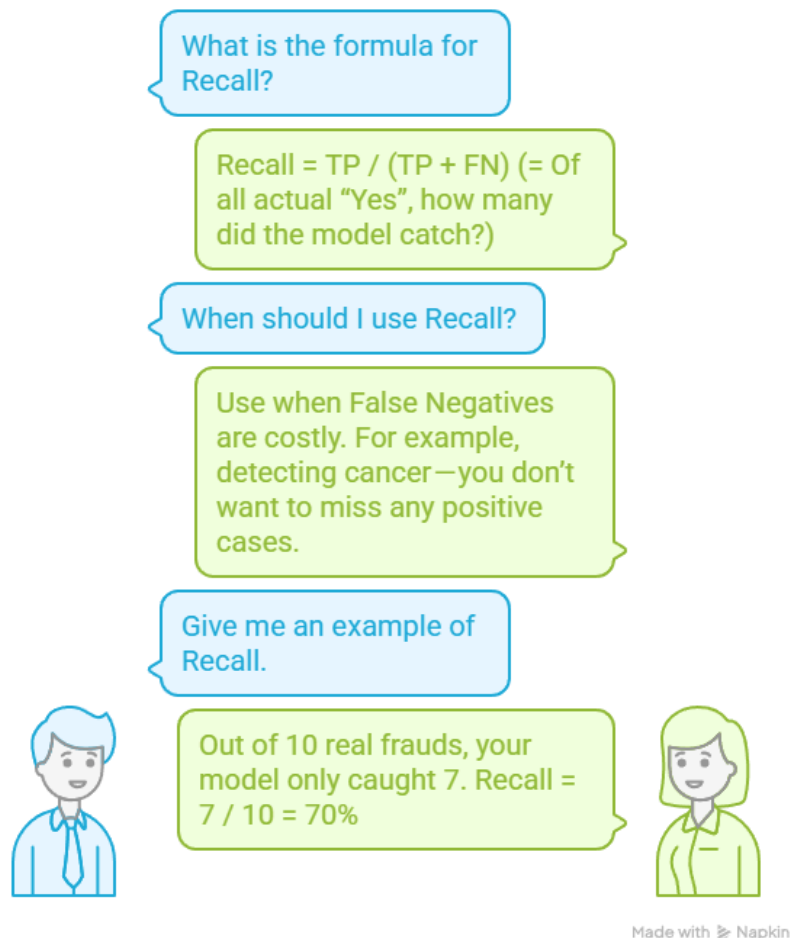 What is the formula for
Recall?
Recall = TP / (TP + FN) (= Of
all actual “Yes”, how many
did the model catch?)
When should I use Recall?
Use when False Negatives
are costly. For example,
detecting cancer—you don’t
want to miss any positive
cases.
Give me an example of
Recall.
Out of 10 real frauds, your
model only caught 7. Recall =
7 / 10 = 70%
Made with Napkin